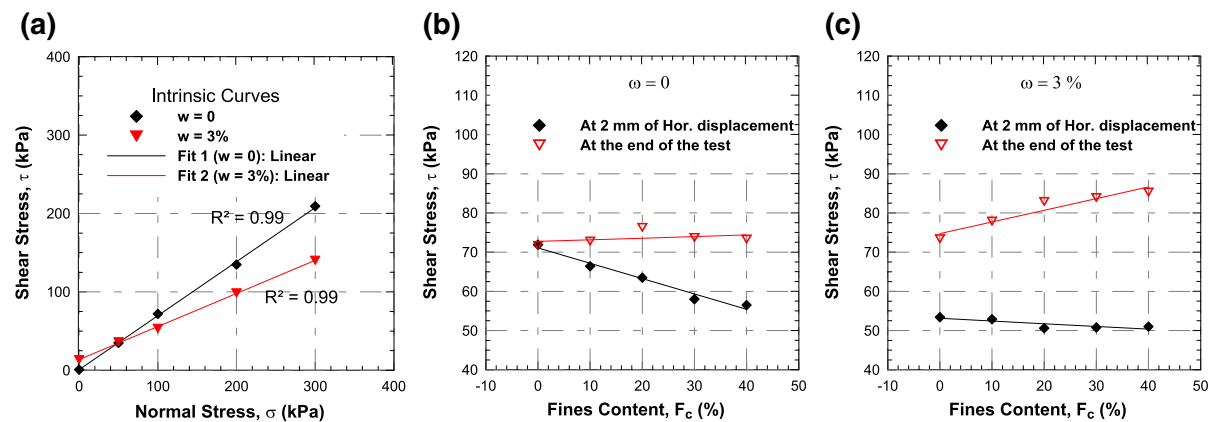 (a)
400
300
200
100
0
0
100
200
300
400
Shear Stress, τ (kPa)
Normal Stress, σ (kPa)
Intrinsic Curves
w = 0
w = 3%
Fit 1 (w = 0): Linear
Fit 2 (w = 3%): Linear
R² = 0.99
R² = 0.99
(b)
120
110
100
90
80
70
60
50
40
-10
0
10
20
30
40
50
Shear Stress, τ (kPa)
Fines Content, Fc (%)
ω = 0
At 2 mm of Hor. displacement
At the end of the test
(c)
120
110
100
90
80
70
60
50
40
-10
0
10
20
30
40
50
Shear Stress, τ (kPa)
Fines Content, Fc (%)
ω = 3 %
At 2 mm of Hor. displacement
At the end of the test